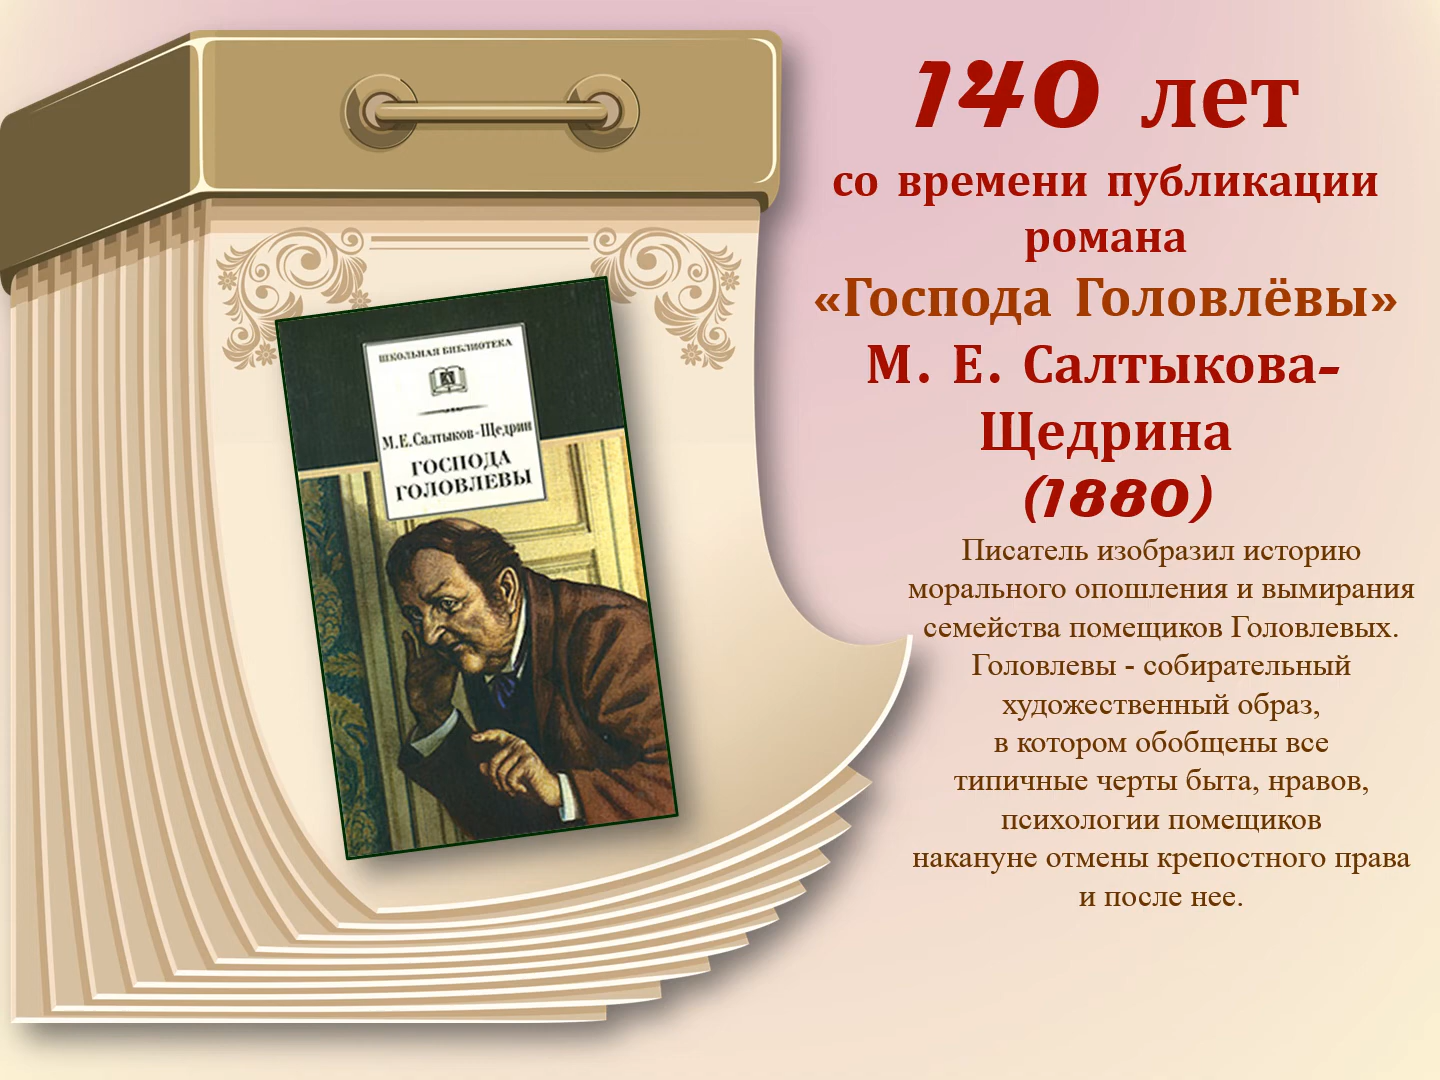 140 лет
со времени публикации
романа
«Господа Головлёвы»
М. Е. Салтыкова-
Щедрина
(1880)
Писатель изобразил историю
морального опошления и вымирания
семейства помещиков Головлевых.
Головлевы - собирательный
художественный образ,
в котором обобщены все
типичные черты быта, нравов,
психологии помещиков
накануне отмены крепостного права
и после нее.
ШКОЛЬНАЯ БИБЛИОТЕКА
М.Е.Салтыков-Щедрин
ГОСПОДА
ГОЛОВЛЕВЫ